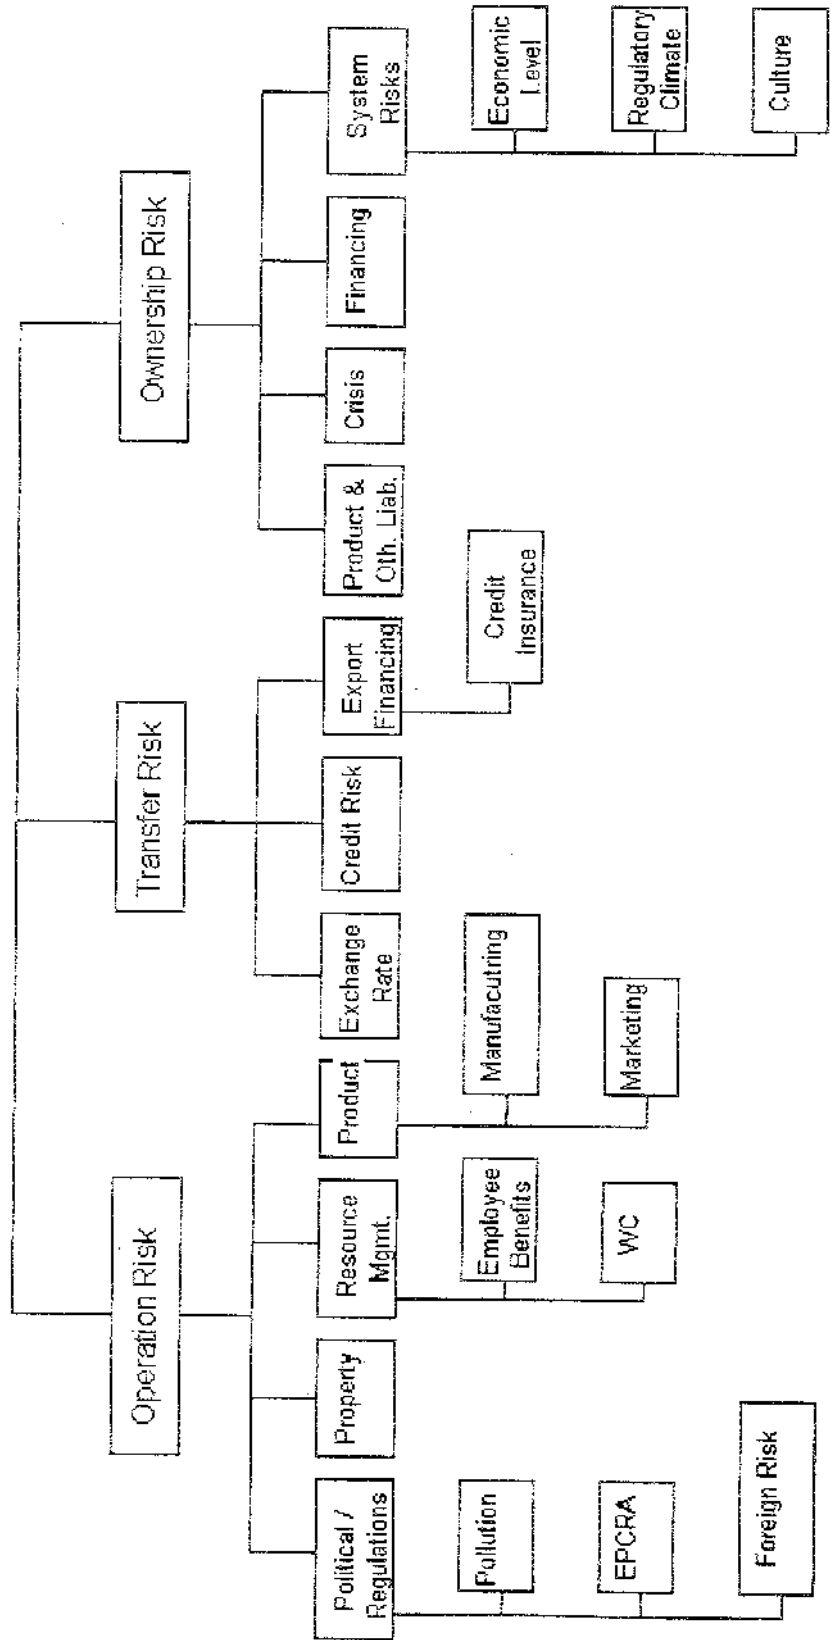 Operation Risk
Transfer Risk
Ownership Risk
Political /
Regulations
Property
Resource
Mgmt.
Product
Exchange
Rate
Credit Risk
Export
Financing
Product &
Oth. Liab.
Crisis
Financing
System
Risks
Pollution
EPCRA
Foreign Risk
Employee
Benefits
WC
Manufacutring
Marketing
Credit
Insurance
Economic
Level
Regulatory
Climate
Culture